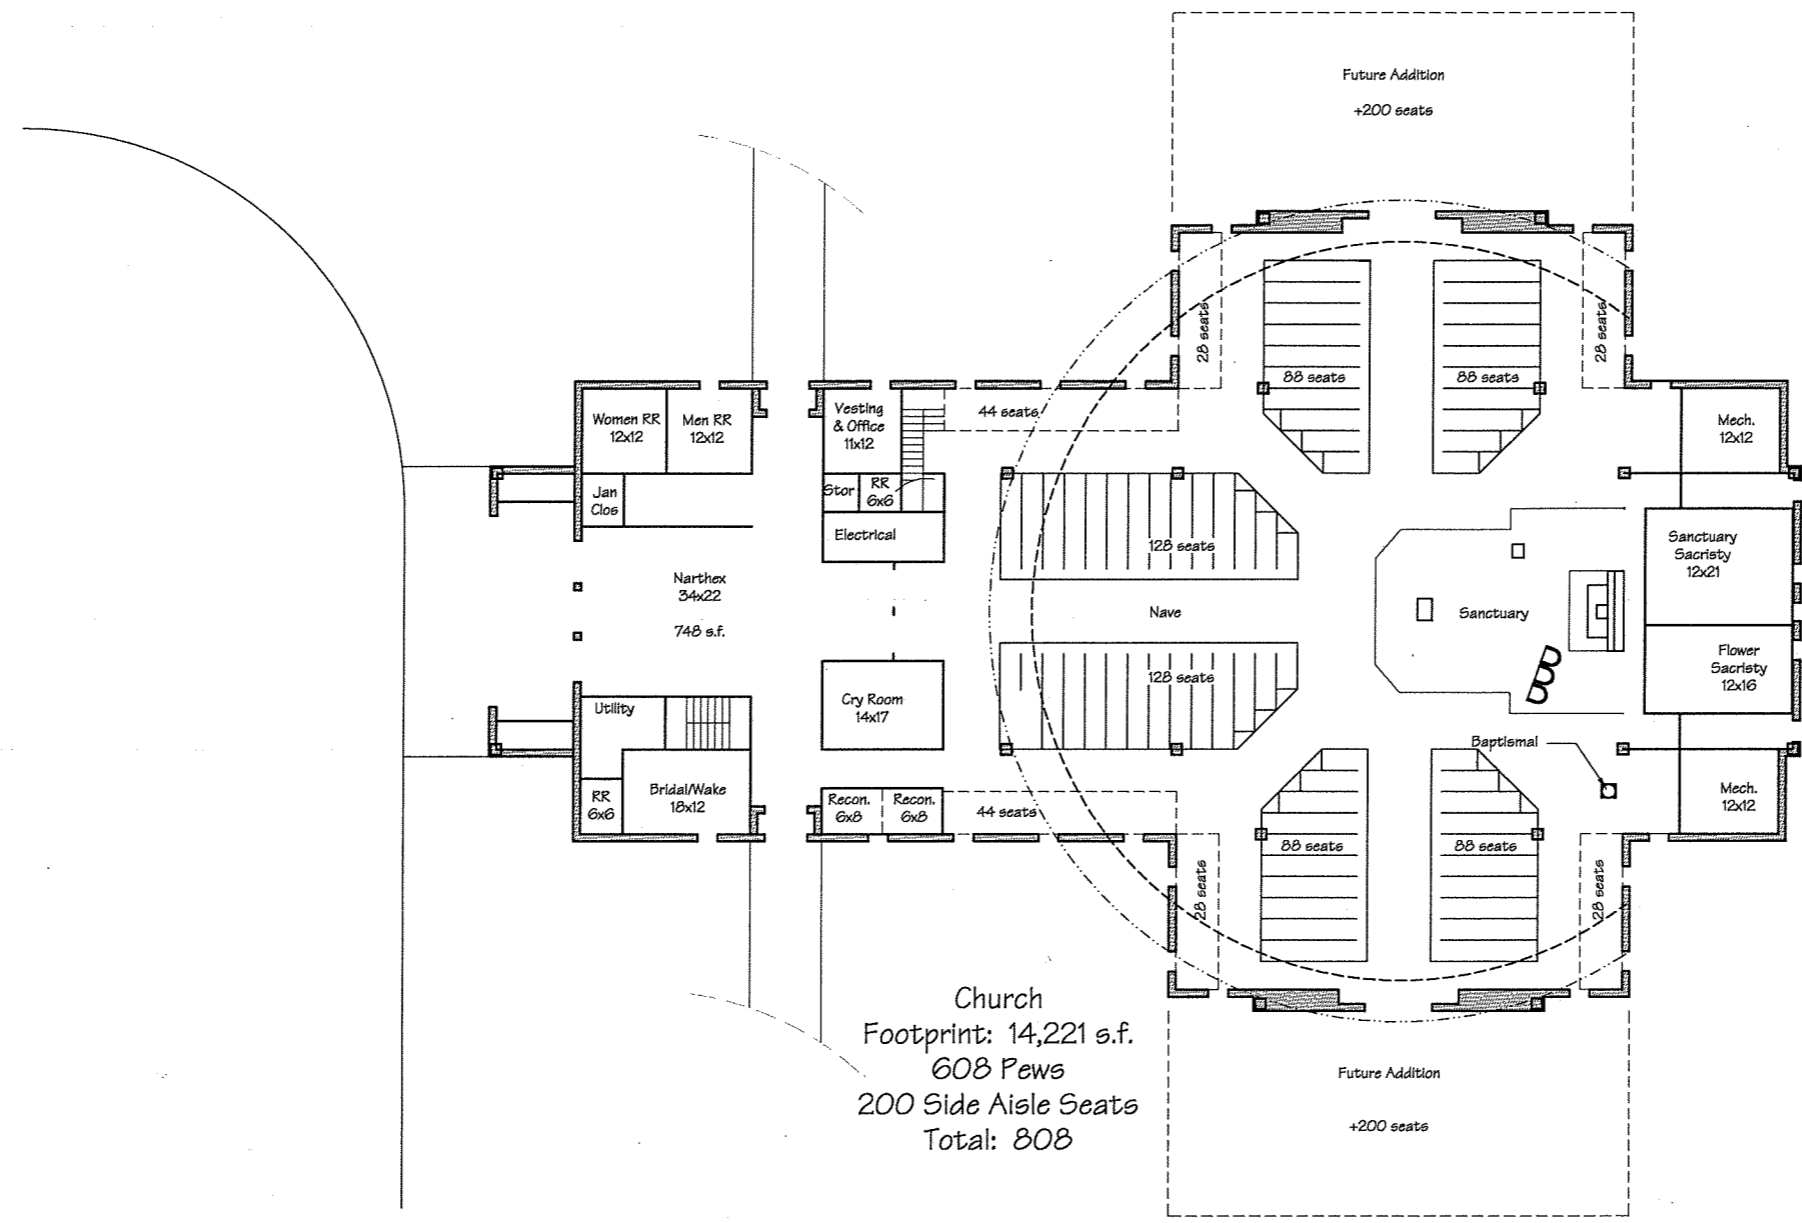 Future Addition
+200 seats
28 seats
28 seats
88 seats
88 seats
Women RR
12x12
Men RR
12x12
Vesting
& Office
11x12
44 seats
Mech.
12x12
Jan
Clos
Stor
RR
6x6
Electrical
128 seats
Sanctuary
Sacristy
12x21
Narthex
34x22
748 s.f.
Nave
Sanctuary
Flower
Sacristy
12x16
128 seats
Utility
Cry Room
14x17
Baptismal
RR
6x6
Bridal/Wake
18x12
Recon.
6x8
Recon.
6x8
44 seats
Mech.
12x12
88 seats
88 seats
28 seats
28 seats
Church
Footprint: 14,221 s.f.
608 Pews
200 Side Aisle Seats
Total: 808
Future Addition
+200 seats